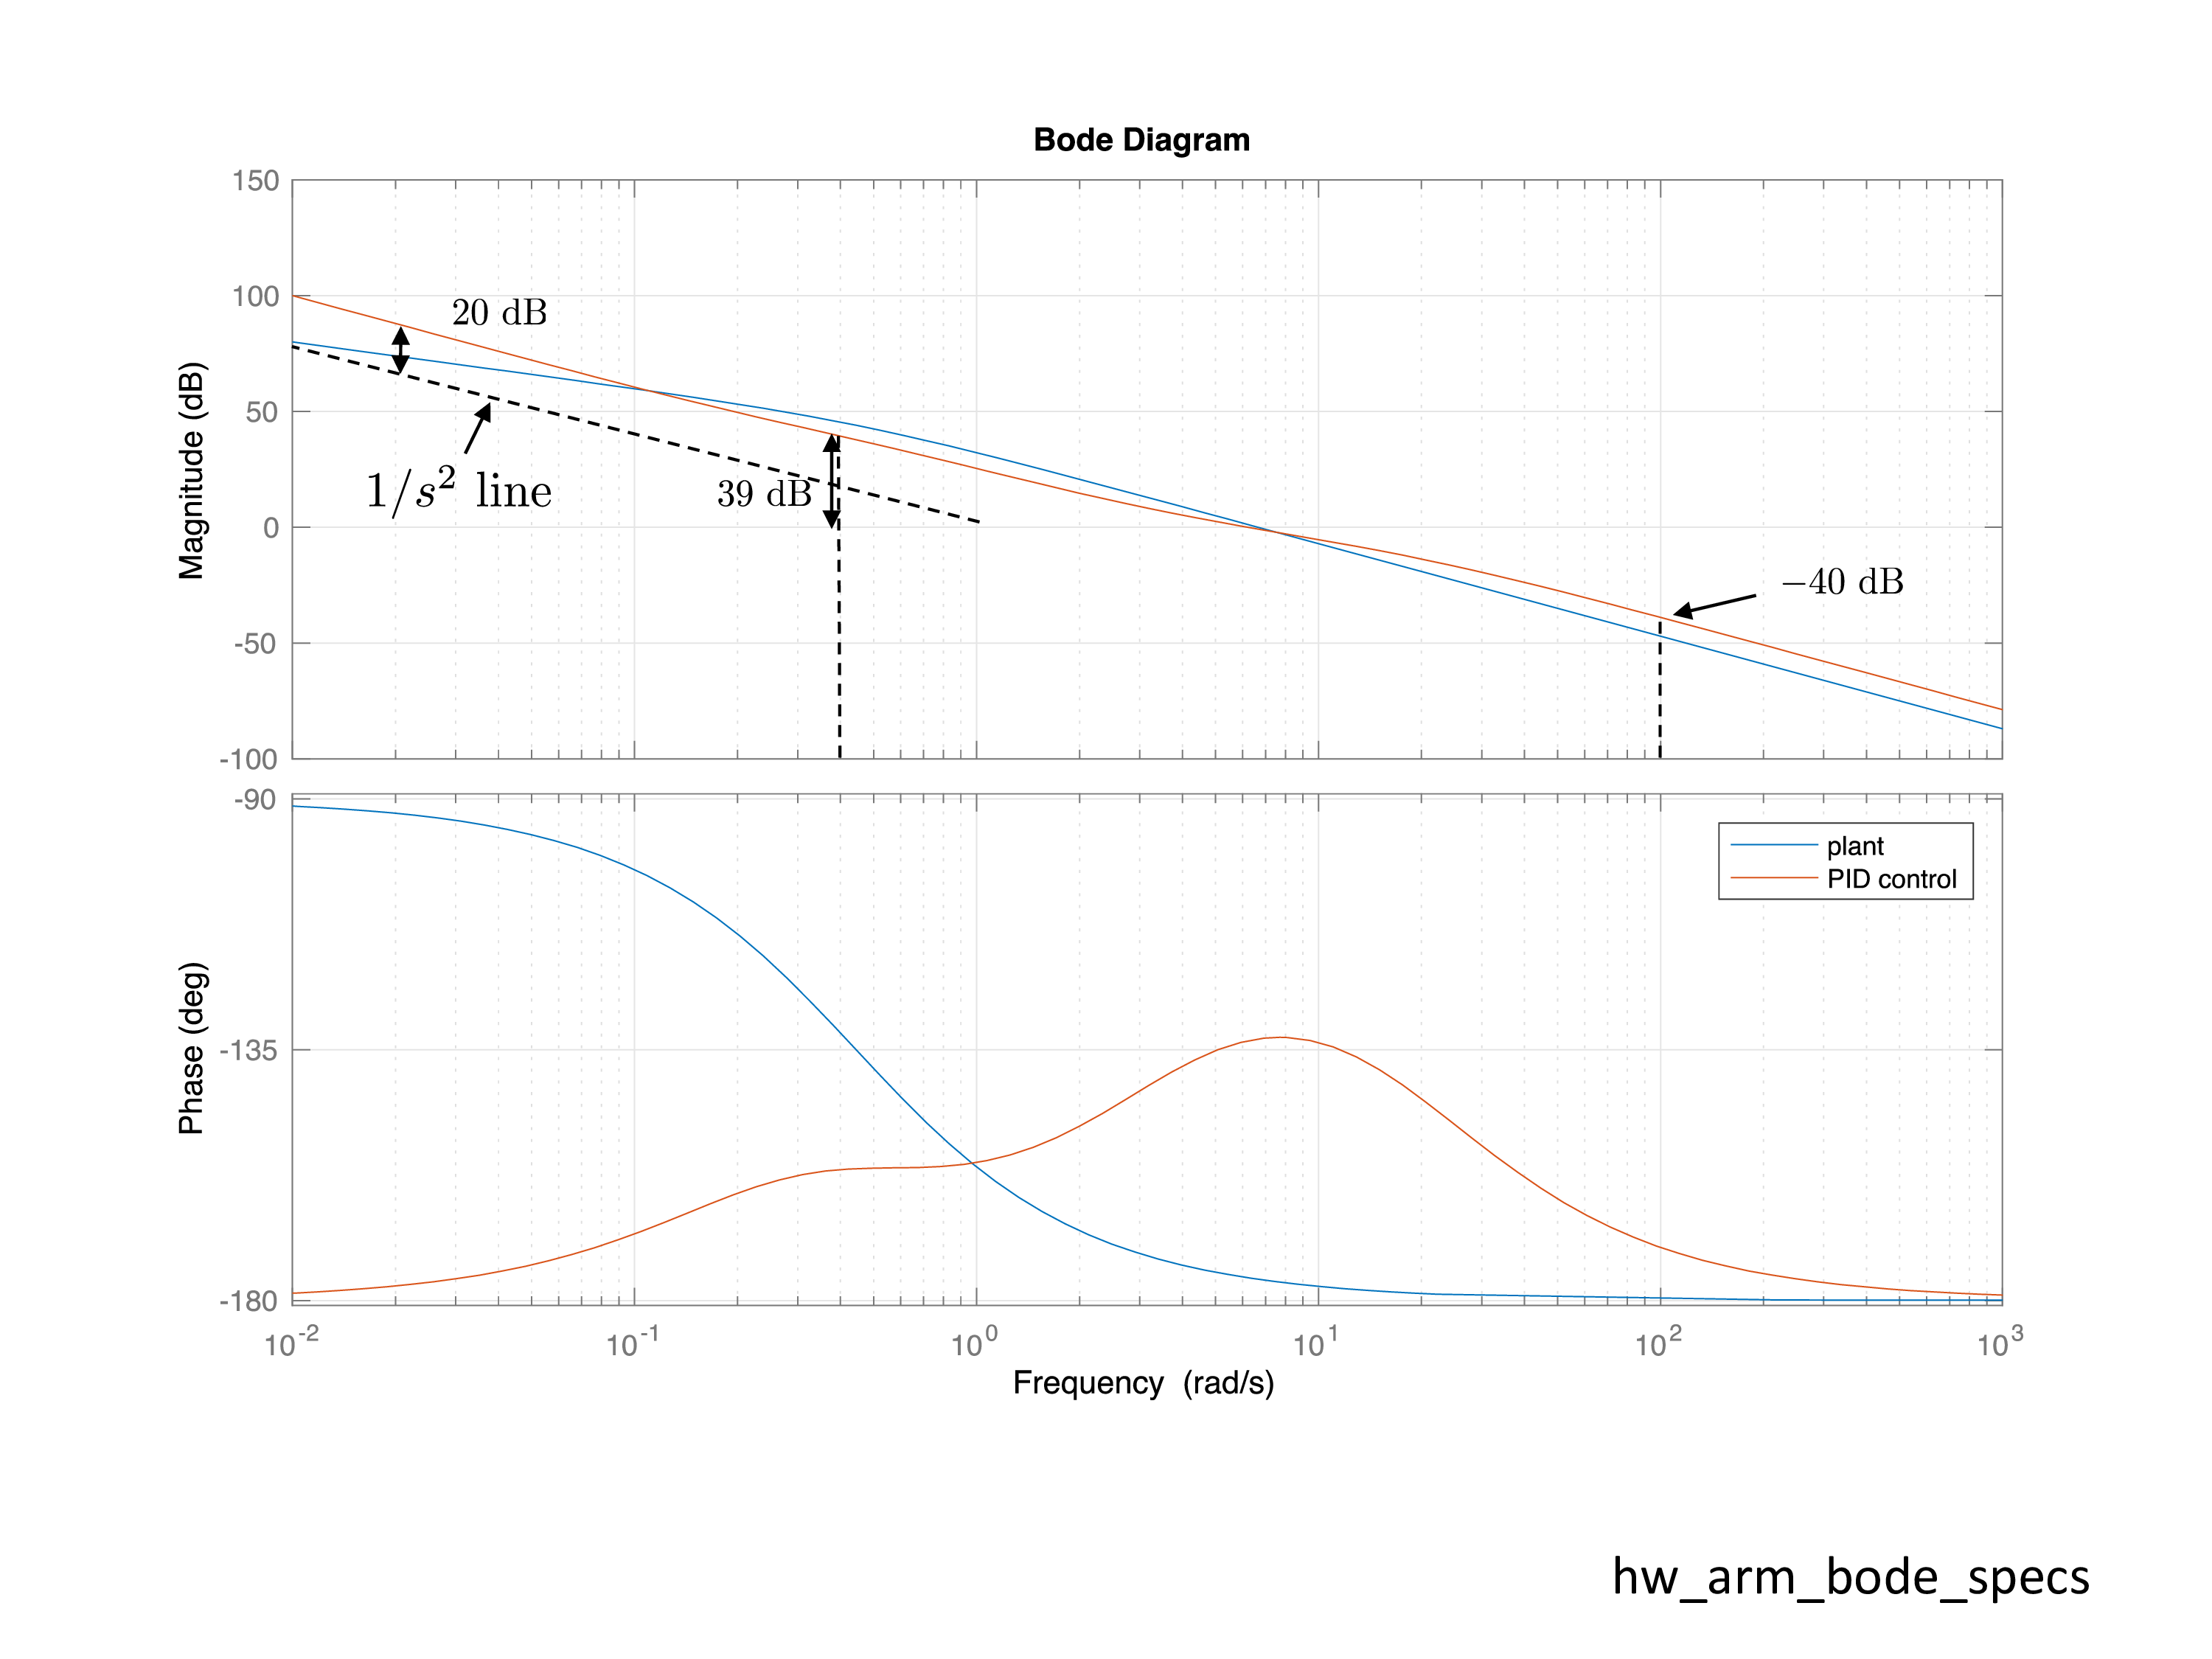 Bode Diagram
150
100
50
0
-50
-100
Magnitude (dB)
20 dB
1/s² line
39 dB
−40 dB
-90
-135
-180
Phase (deg)
plant
PID control
10⁻² 10⁻¹ 10⁰ 10¹ 10² 10³
Frequency (rad/s)
hw_arm_bode_specs